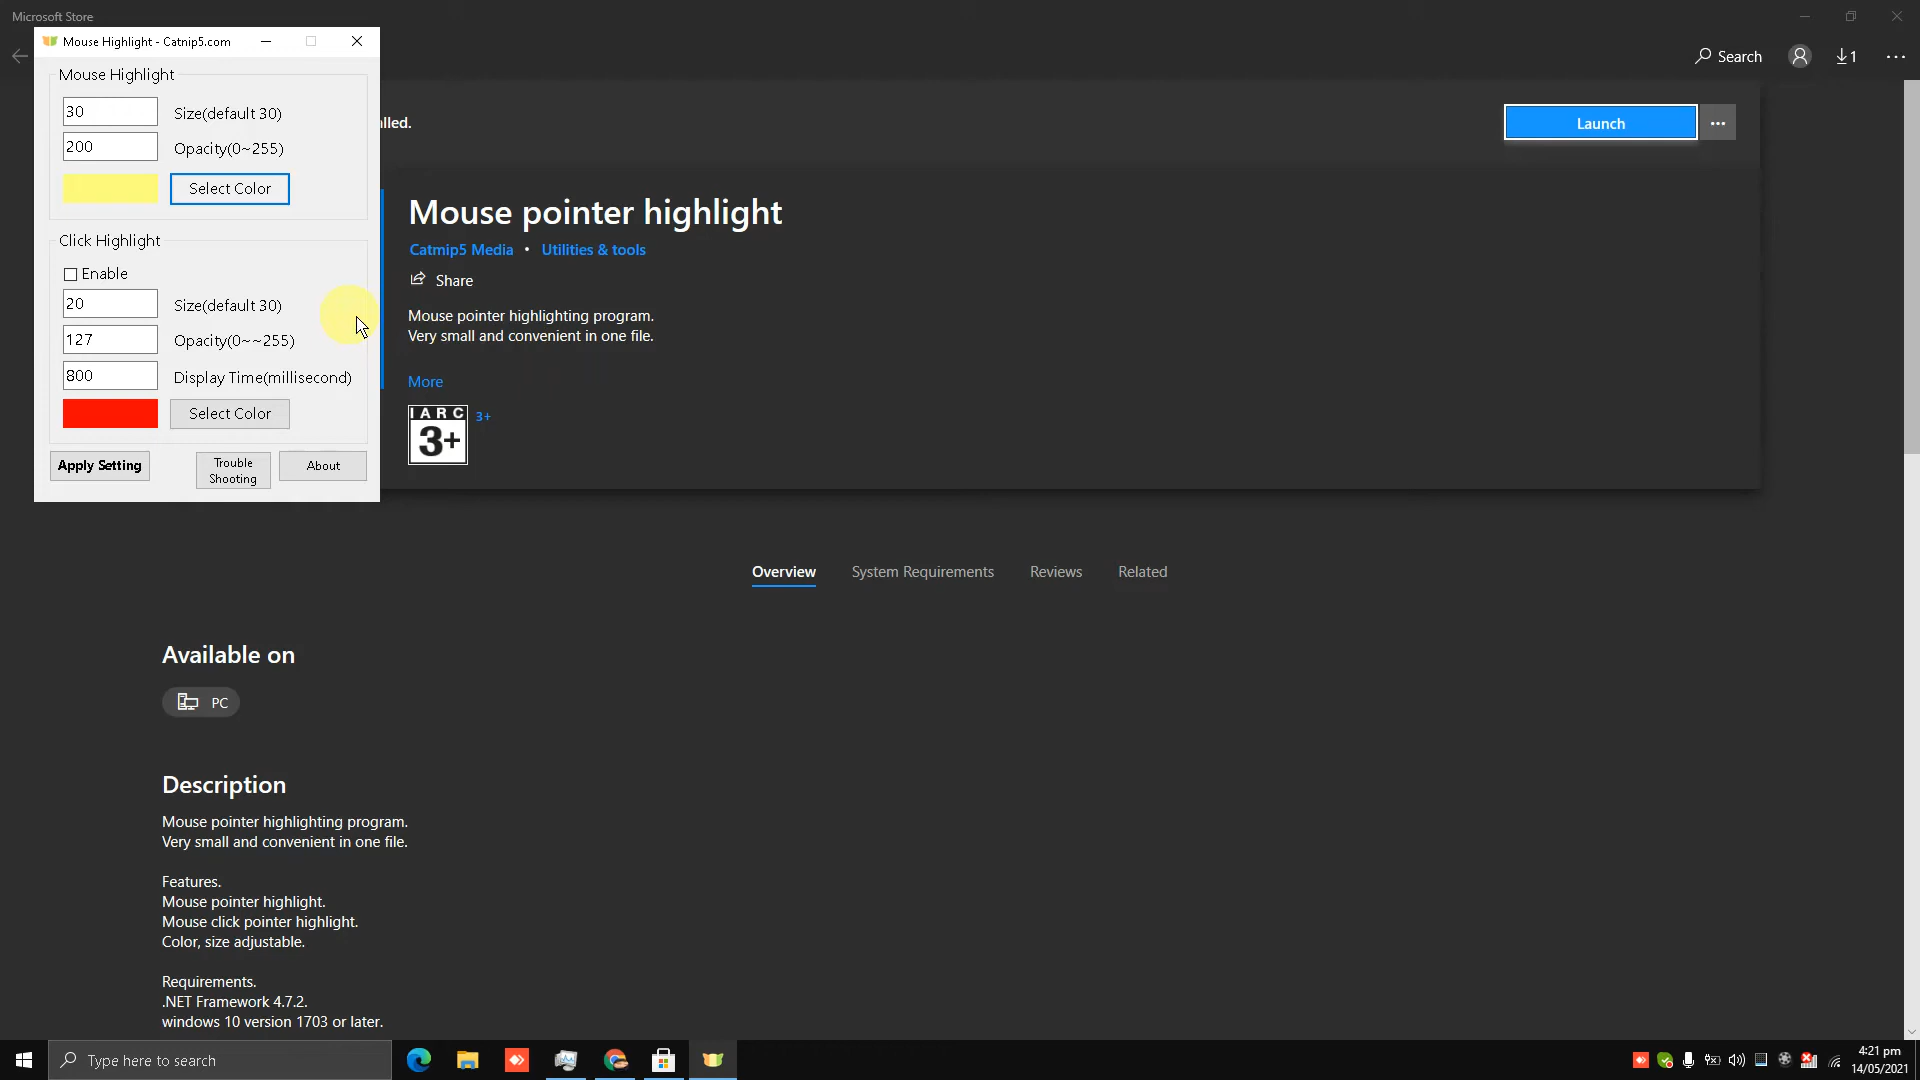 Microsoft Store
Mouse Highlight - Catnip5.com
Search
1
Mouse Highlight
30
Size(default 30)
200
Opacity(0~255)
Select Color
Click Highlight
Enable
20
Size(default 30)
127
Opacity(0~~255)
800
Display Time(millisecond)
Select Color
Apply Setting
Trouble
Shooting
About
lled.
Launch
Mouse pointer highlight
Catmip5 Media • Utilities & tools
Share
Mouse pointer highlighting program.
Very small and convenient in one file.
More
IARC
3+
3+
Overview
System Requirements
Reviews
Related
Available on
PC
Description
Mouse pointer highlighting program.
Very small and convenient in one file.
Features.
Mouse pointer highlight.
Mouse click pointer highlight.
Color, size adjustable.
Requirements.
.NET Framework 4.7.2.
windows 10 version 1703 or later.
Type here to search
4:21 pm
14/05/2021